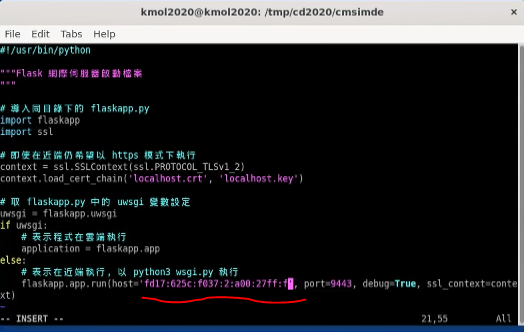 kmol2020@kmol2020: /tmp/cd2020/cmsimde
File Edit Tabs Help
#!/usr/bin/python
"""Flask 網際伺服器啟動檔案
"""
# 導入同目錄下的 flaskapp.py
import flaskapp
import ssl
# 即使在近端仍希望以 https 模式下執行
context = ssl.SSLContext(ssl.PROTOCOL_TLSv1_2)
context.load_cert_chain('localhost.crt', 'localhost.key')
# 取 flaskapp.py 中的 uwsgi 變數設定
uwsgi = flaskapp.uwsgi
if uwsgi:
    # 表示程式在雲端執行
    application = flaskapp.app
else:
    # 表示在近端執行, 以 python3 wsgi.py 執行
    flaskapp.app.run(host='fd17:625c:f037:2:a00:27ff:f', port=9443, debug=True, ssl_context=conte
xt)
~
-- INSERT -- 21,55 All